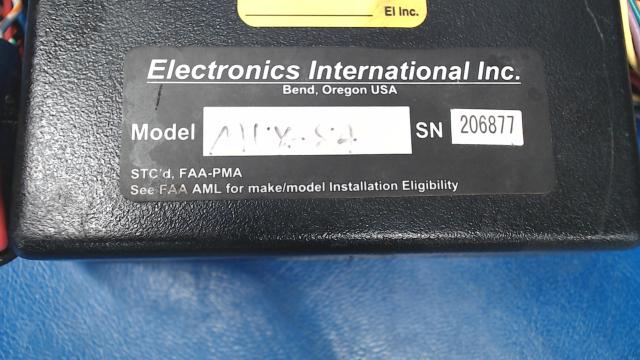 EI Inc.
Electronics International Inc.
Bend, Oregon USA
Model SN 206877
STC'd, FAA-PMA
See FAA AML for make/model Installation Eligibility